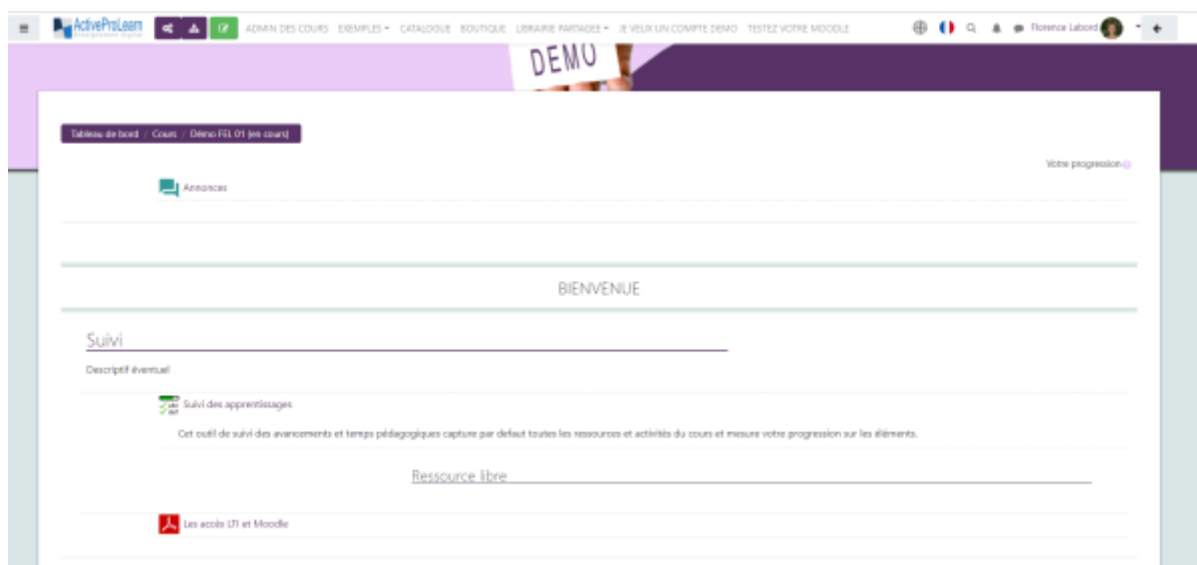 ActiveProLearn
ADMIN DES COURS EXEMPLES CATALOGUE BOUTIQUE LIBRAIRIE PARTAGEE JE VEUX UN COMPTE DEMO TESTEZ VOTRE MOODLE
Florence Labord
DEMO
Tableau de bord / Cours / Démo FEL 01 (en cours)
Votre progression
Annonces
BIENVENUE
Suivi
Descriptif éventuel
Suivi des apprentissages
Cet outil de suivi des avancements et temps pédagogiques capture par defaut toutes les ressources et activités du cours et mesure votre progression sur les éléments.
Ressource libre
Les accès LTI et Moodle